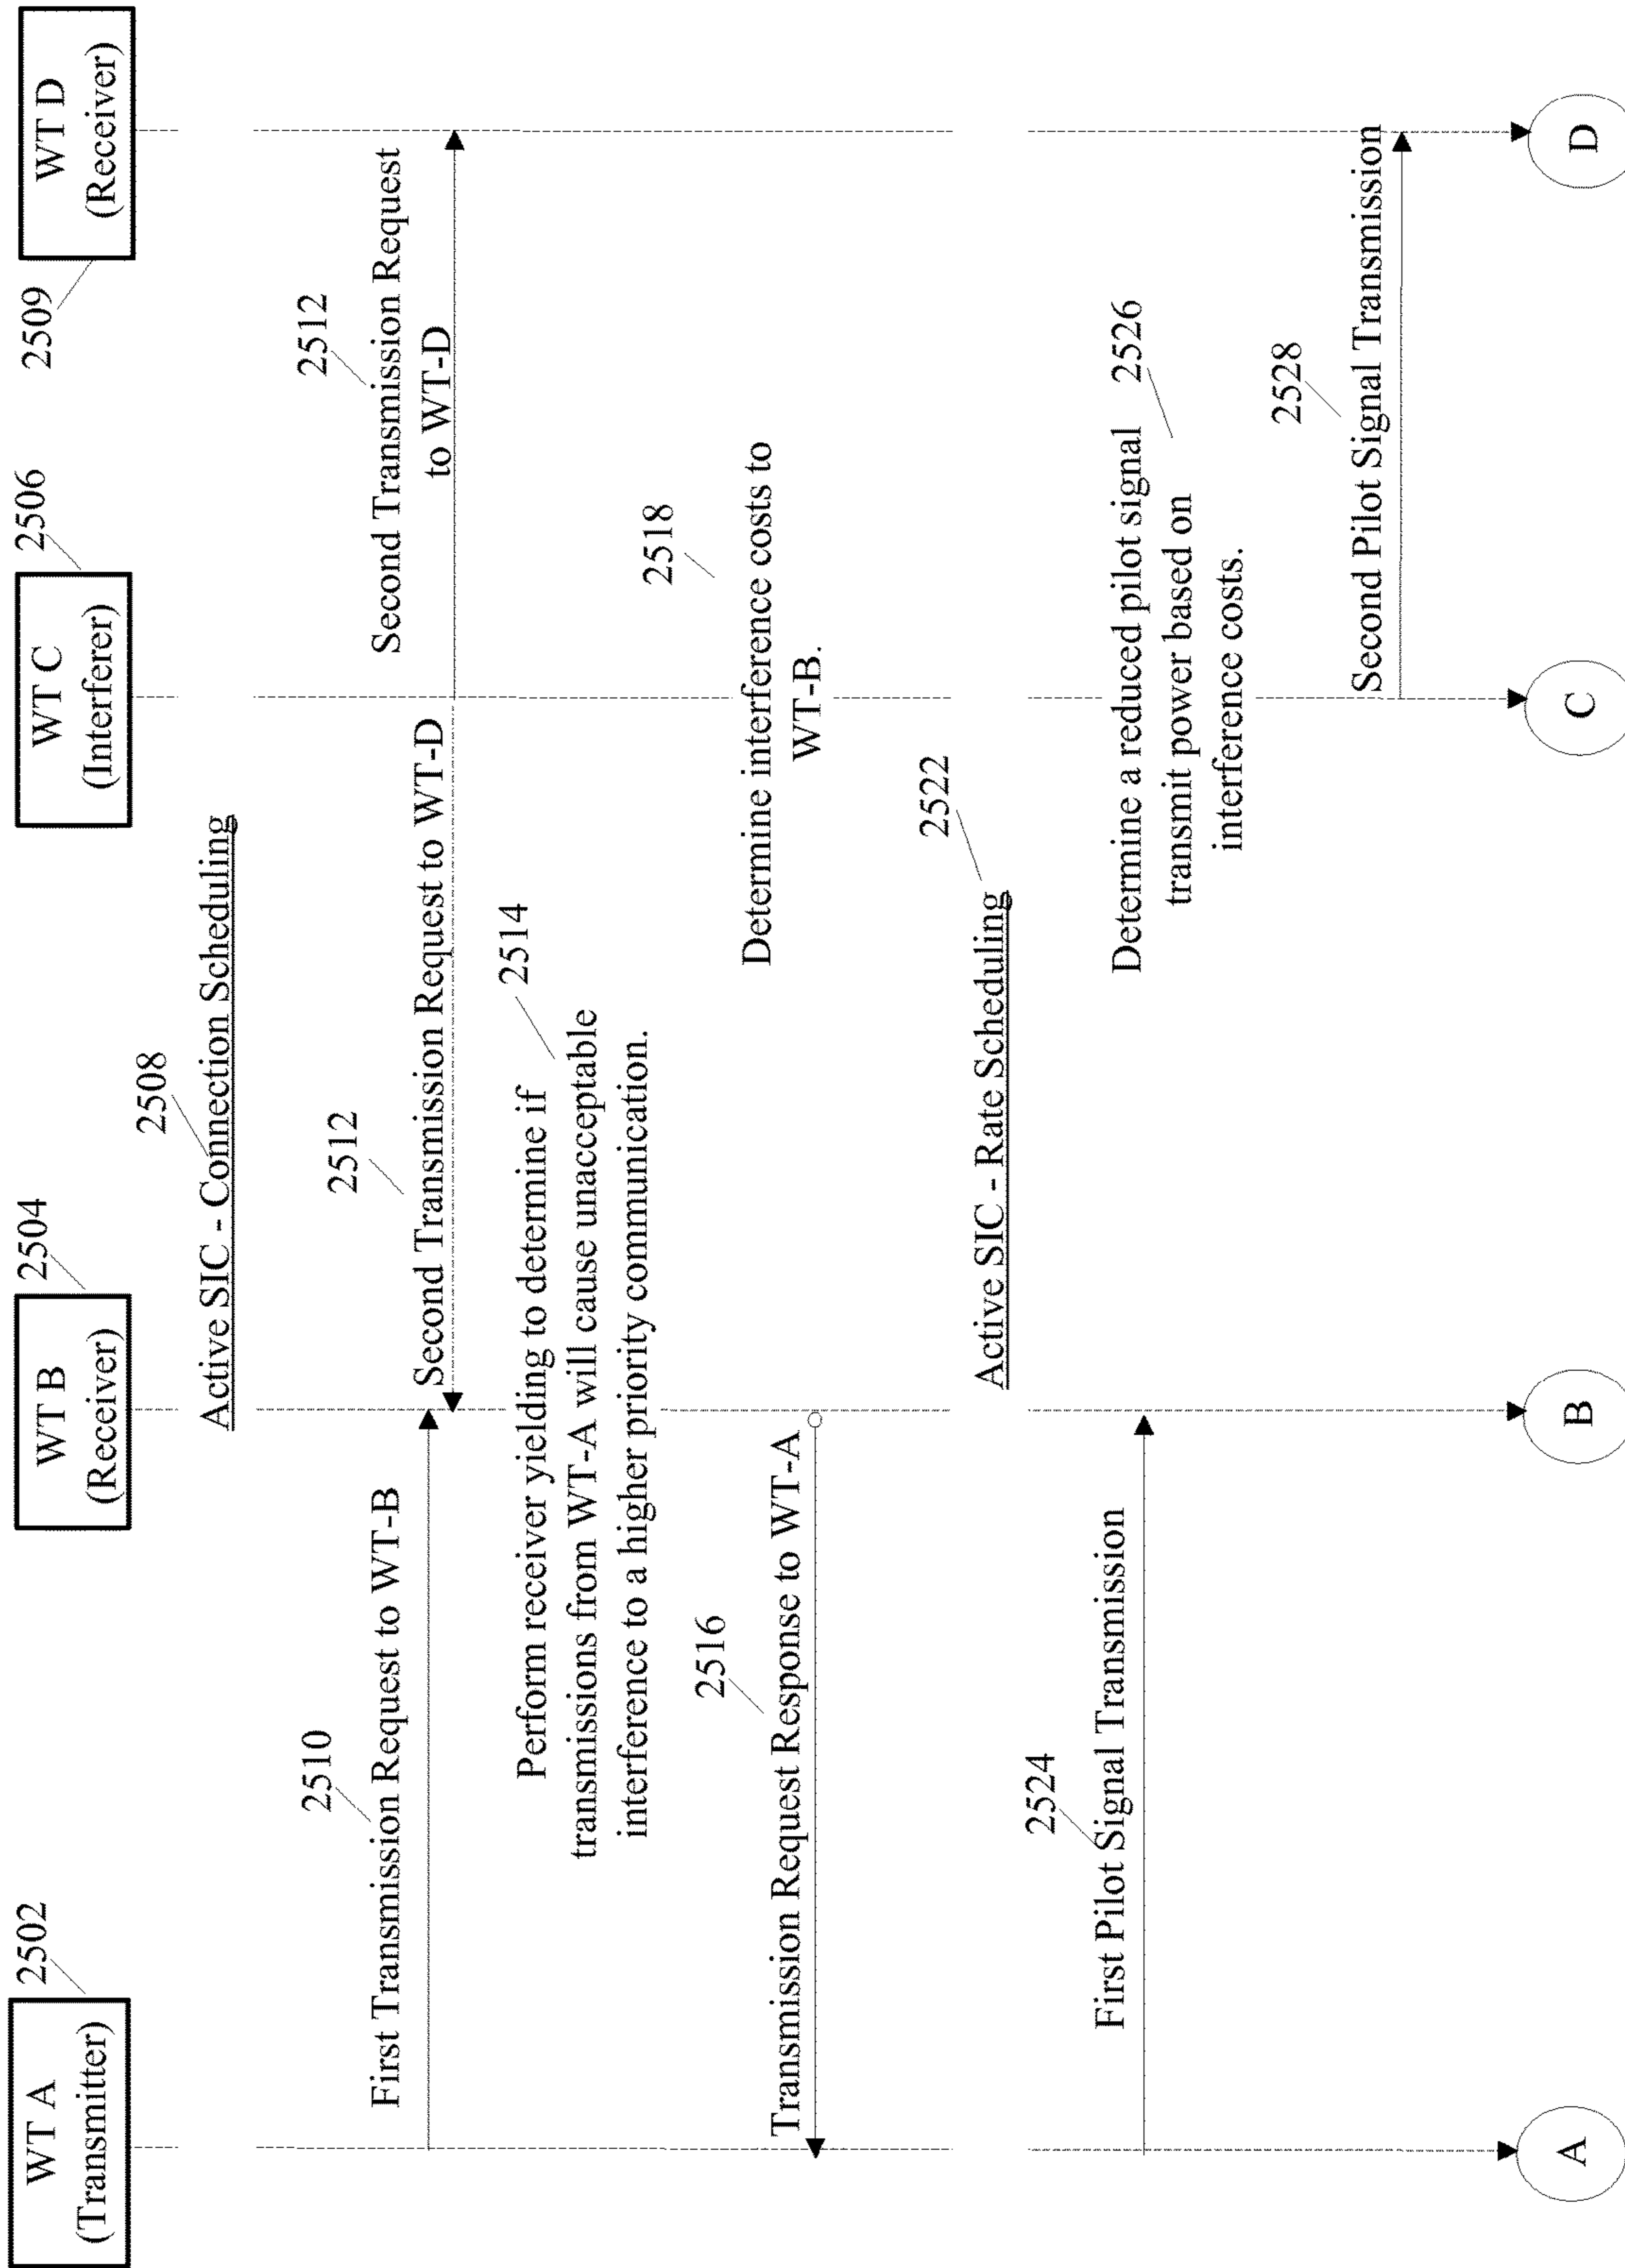 WT A
(Transmitter)
2502
WT B
(Receiver)
2504
WT C
(Interferer)
2506
WT D
(Receiver)
2509
2508
Active SIC - Connection Scheduling
2510
First Transmission Request to WT-B
2512
Second Transmission Request to WT-D
2512
Second Transmission Request
to WT-D
2514
Perform receiver yielding to determine if
transmissions from WT-A will cause unacceptable
interference to a higher priority communication.
2516
Transmission Request Response to WT-A
2518
Determine interference costs to
WT-B.
2522
Active SIC - Rate Scheduling
2524
First Pilot Signal Transmission
2526
Determine a reduced pilot signal
transmit power based on
interference costs.
2528
Second Pilot Signal Transmission
A
B
C
D